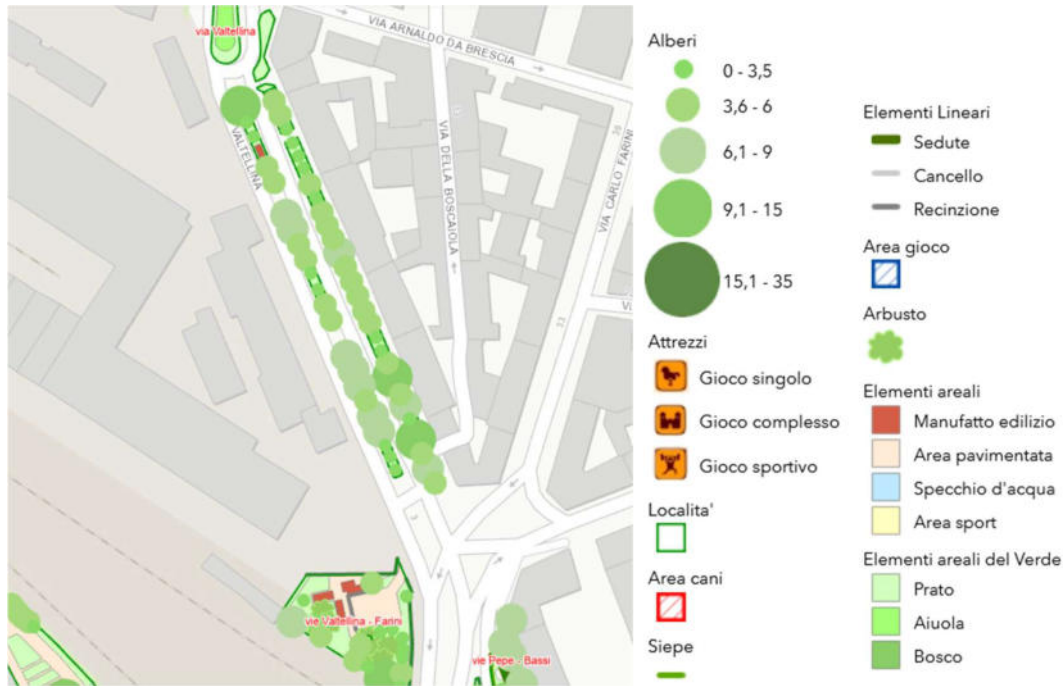 via Valtellina
VIA ARNALDO DA BRESCIA
VALTELLINA
VIA DELLA BOSCAIOLA
VIA CARLO FARINI
36
33
3
vie Valtellina - Farini
vie Pepe - Bassi
Alberi
0 - 3,5
3,6 - 6
6,1 - 9
9,1 - 15
15,1 - 35
Attrezzi
Gioco singolo
Gioco complesso
Gioco sportivo
Localita'
Area cani
Siepe
Elementi Lineari
Sedute
Cancello
Recinzione
Area gioco
Arbusto
Elementi areali
Manufatto edilizio
Area pavimentata
Specchio d'acqua
Area sport
Elementi areali del Verde
Prato
Aiuola
Bosco